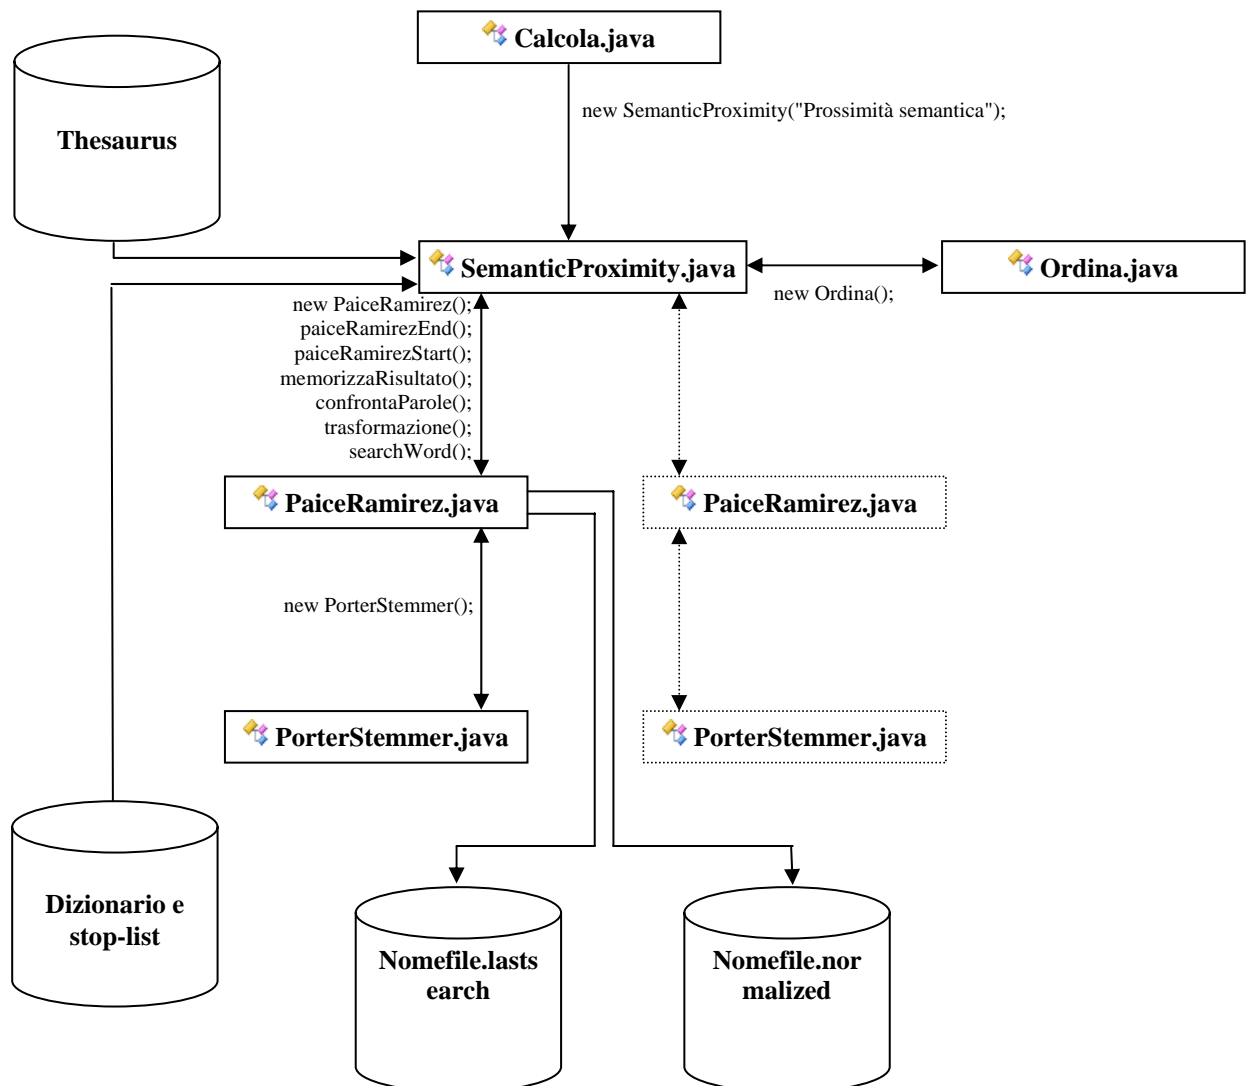 Calcola.java
new SemanticProximity("Prossimità semantica");
Thesaurus
SemanticProximity.java
Ordina.java
new Ordina();
new PaiceRamirez();
paiceRamirezEnd();
paiceRamirezStart();
memorizzaRisultato();
confrontaParole();
trasformazione();
searchWord();
PaiceRamirez.java
PaiceRamirez.java
new PorterStemmer();
PorterStemmer.java
PorterStemmer.java
Dizionario e
stop-list
Nomefile.lasts
earch
Nomefile.nor
malized